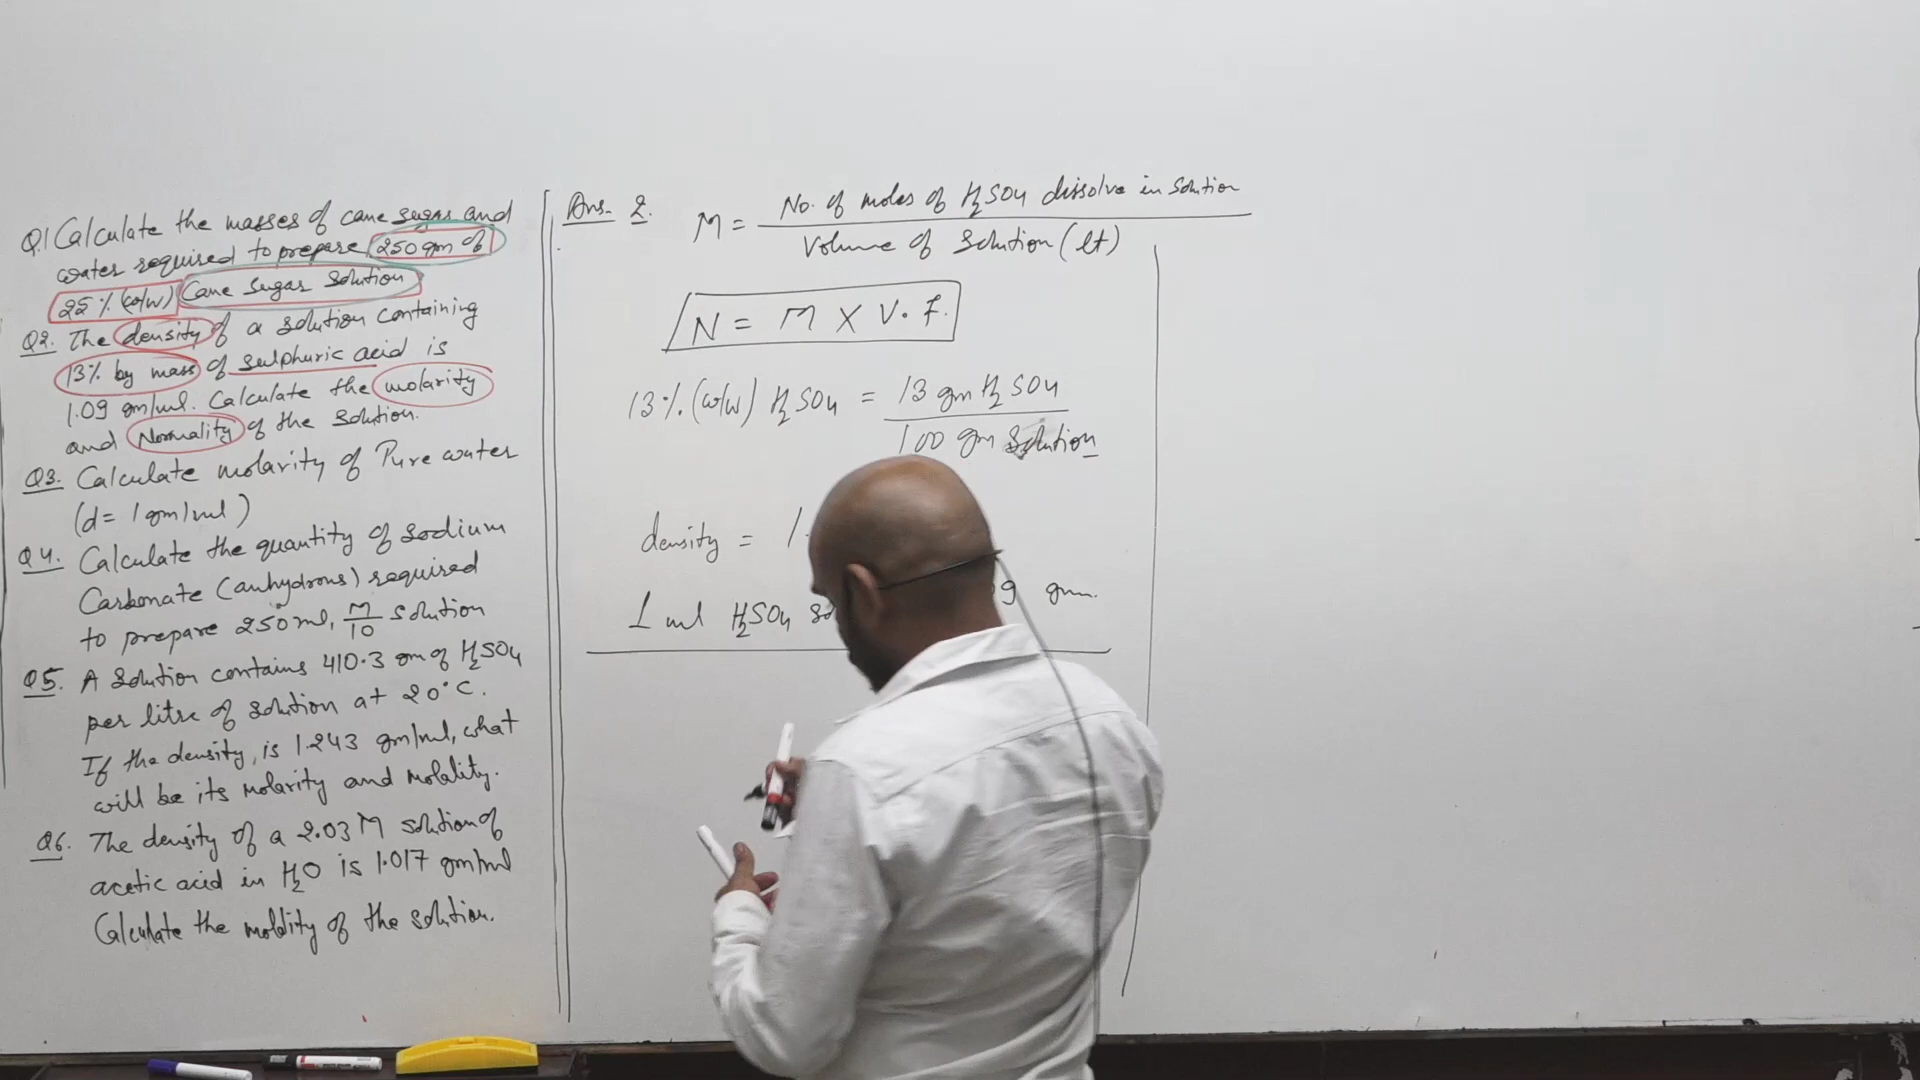 Q.1 Calculate the masses of cane sugar and
water required to prepare 250 gm of
25% (w/w) Cane Sugar Solution
Q2. The density of a solution containing
13% by mass of sulphuric acid is
1.09 gm/ml. Calculate the molarity
and Normality of the solution.
Q3. Calculate molarity of Pure water
(d = 1 gm/ml)
Q4. Calculate the quantity of sodium
Carbonate (anhydrous) required
to prepare 250 ml, M/10 solution
Q5. A solution contains 410.3 gm of H2SO4
per litre of solution at 20°C.
If the density, is 1.243 gm/ml, what
will be its molarity and molality.
Q6. The density of a 2.03 M solution of
acetic acid in H2O is 1.017 gm/ml
Calculate the molality of the solution.
Ans. 2.
M = No. of moles of H2SO4 dissolve in solution
Volume of Solution (lt)
N = M X V.F.
13% (w/w) H2SO4 = 13 gm H2SO4
100 gm Solution
density = 1.
1 ml H2SO4 9 gm.